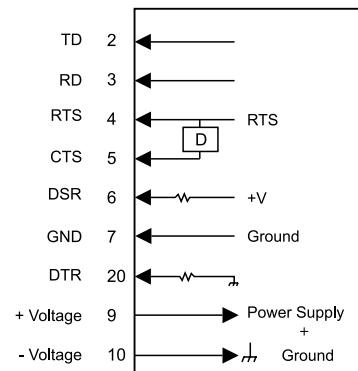 TD 2
RD 3
RTS 4 RTS
D
CTS 5
DSR 6 +V
GND 7 Ground
DTR 20
+ Voltage 9 Power Supply
+
- Voltage 10 Ground